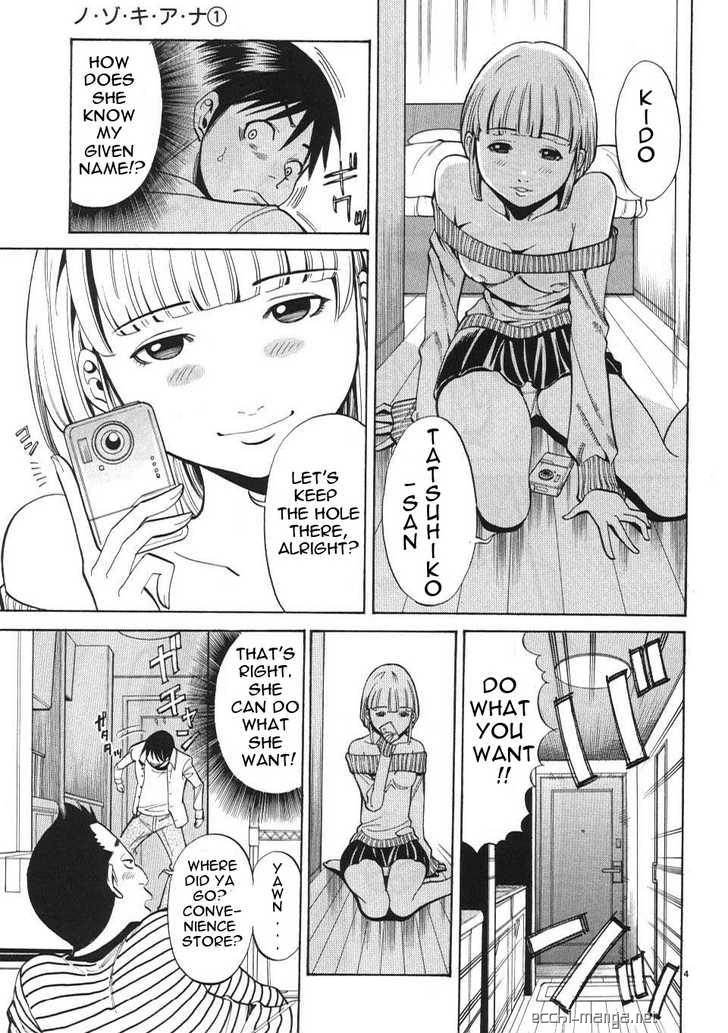 ノ・ゾ・キ・ア・ナ①
KIDO
TATSUHIKO
-SAN
HOW
DOES
SHE
KNOW
MY
GIVEN
NAME!?
ギクッ
LET'S
KEEP
THE HOLE
THERE,
ALRIGHT?
DO
WHAT
YOU
WANT
!!
THAT'S
RIGHT.
SHE
CAN DO
WHAT
SHE
WANT!
ガチャン
YAWN...
WHERE
DID YA
GO?
CONVE-
NIENCE
STORE?
4
ecchi-manga.net